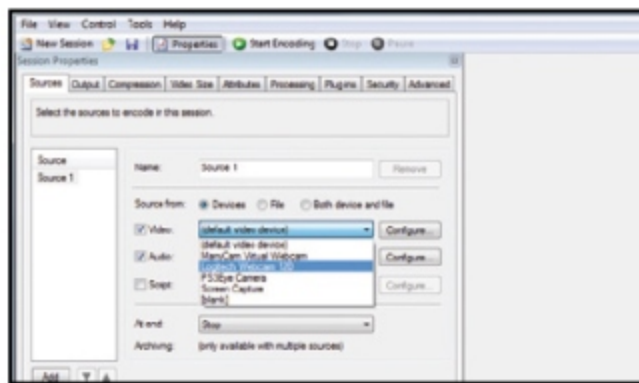 File View Control Tools Help
New Session Properties Start Encoding Stop Pause
Session Properties
Sources Output Compression Video Size Attributes Processing Plug-ins Security Advanced
Select the sources to encode in this session.
Source
Source 1
Name: Source 1 Remove
Source from: Devices File Both device and file
Video: (default video device) Configure...
(default video device)
ManyCam Virtual Webcam
Logitech Webcam
PS3Eye Camera
Screen Capture
[blank]
Audio: Configure...
Script: Configure...
At end: Stop
Archiving: (only available with multiple sources)
Add